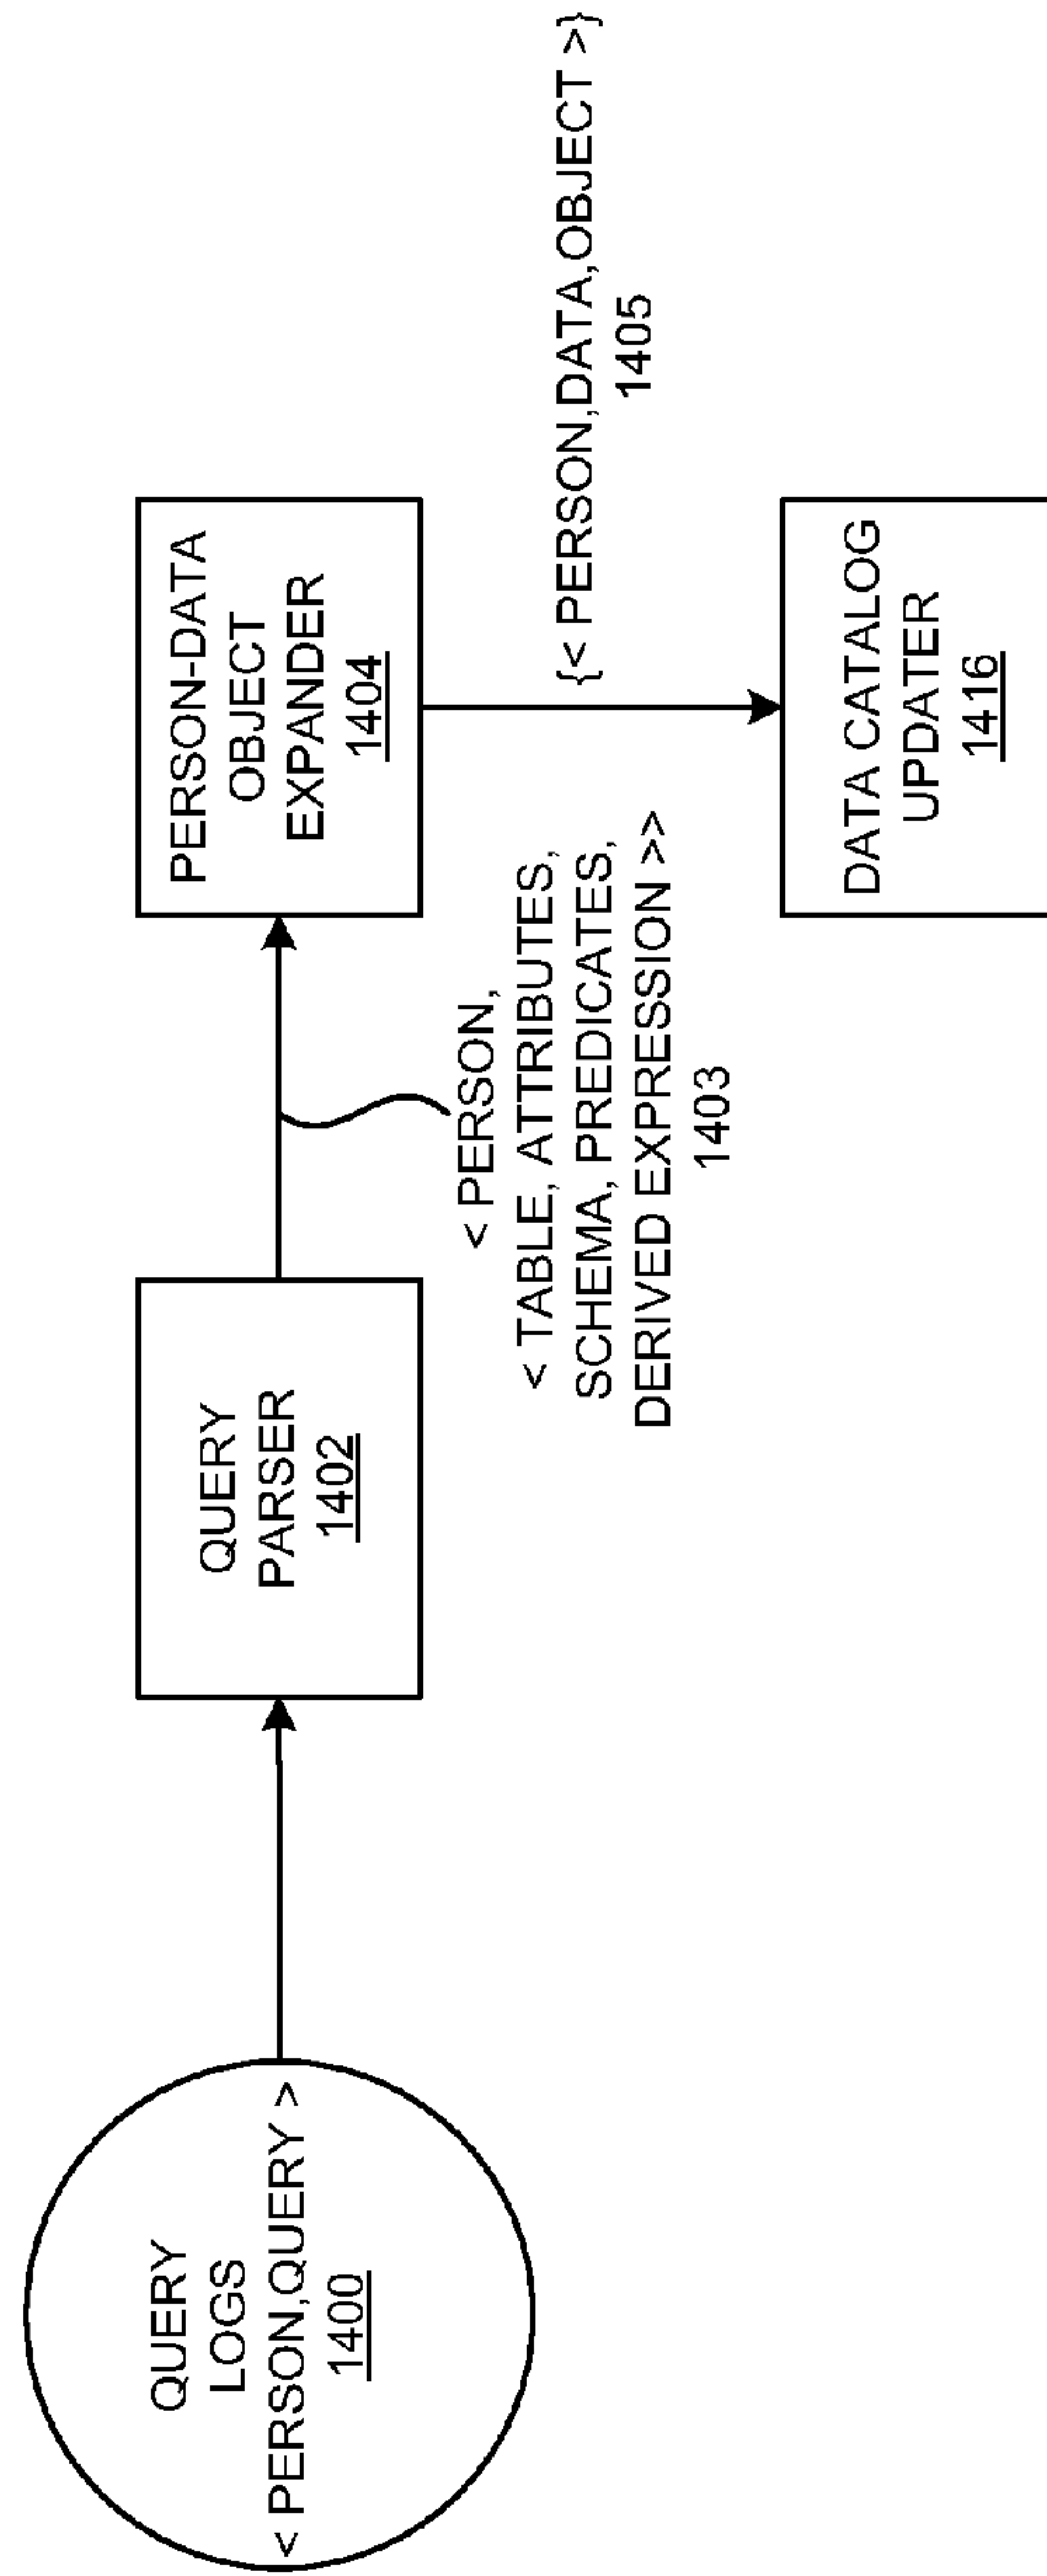 QUERY
LOGS
< PERSON,QUERY >
1400
QUERY
PARSER
1402
< PERSON,
< TABLE, ATTRIBUTES,
SCHEMA, PREDICATES,
DERIVED EXPRESSION >>
1403
PERSON-DATA
OBJECT
EXPANDER
1404
{< PERSON,DATA,OBJECT >}
1405
DATA CATALOG
UPDATER
1416